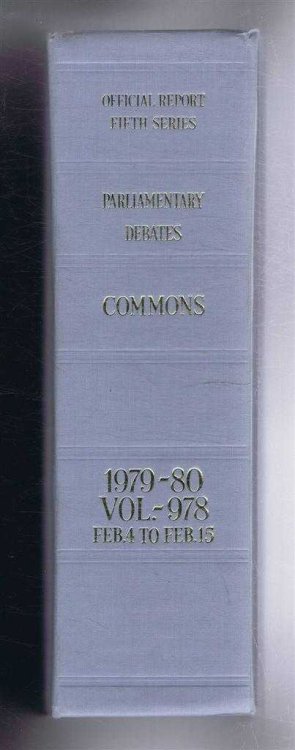 OFFICIAL REPORT
FIFTH SERIES
PARLIAMENTARY
DEBATES
COMMONS
1979-80
VOL.-978
FEB.4 TO FEB.15